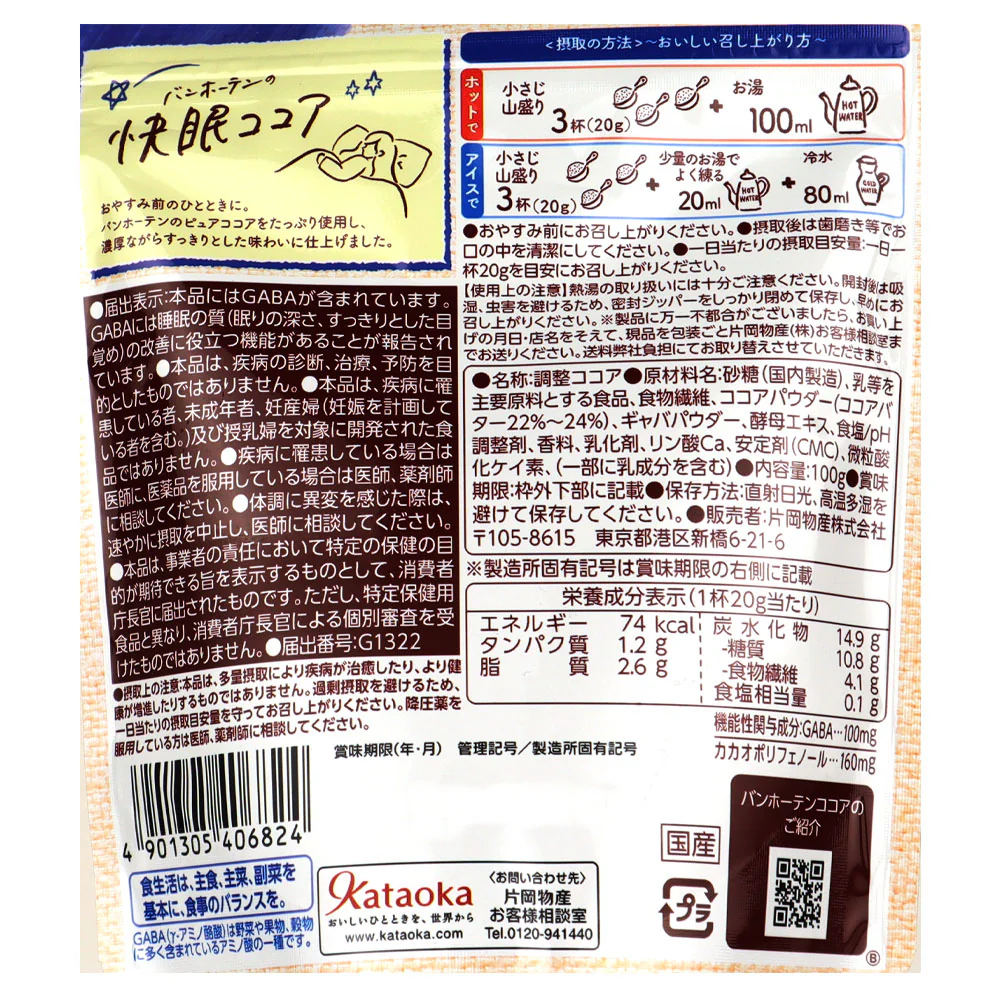 バンホーテンの
快眠ココア
おやすみ前のひとときに。
バンホーテンのピュアココアをたっぷり使用し、
濃厚ながらすっきりとした味わいに仕上げました。
●届出表示:本品にはGABAが含まれています。
GABAには睡眠の質(眠りの深さ、すっきりとした目
覚め)の改善に役立つ機能があることが報告され
ています。●本品は、疾病の診断、治療、予防を目
的としたものではありません。●本品は、疾病に罹
患している者、未成年者、妊産婦(妊娠を計画して
いる者を含む。)及び授乳婦を対象に開発された食
品ではありません。●疾病に罹患している場合は
医師に、医薬品を服用している場合は医師、薬剤師
に相談してください。●体調に異変を感じた際は、
速やかに摂取を中止し、医師に相談してください。
●本品は、事業者の責任において特定の保健の目
的が期待できる旨を表示するものとして、消費者
庁長官に届出されたものです。ただし、特定保健用
食品と異なり、消費者庁長官による個別審査を受
けたものではありません。●届出番号:G1322
●摂取上の注意:本品は、多量摂取により疾病が治癒したり、より健
康が増進したりするものではありません。過剰摂取を避けるため、
一日当たりの摂取目安量を守ってお召し上がりください。降圧薬を
服用している方は医師、薬剤師に相談してください。
<摂取の方法>~おいしい召し上がり方~
ホットで
小さじ
山盛り
3杯(20g)
+
お湯
100ml
HOT
WATER
アイスで
小さじ
山盛り
3杯(20g)
+
少量のお湯で
よく練る
20ml
HOT
WATER
+
冷水
80ml
COLD
WATER
●おやすみ前にお召し上がりください。●摂取後は歯磨き等でお
口の中を清潔にしてください。●一日当たりの摂取目安量:一日一
杯20gを目安にお召し上がりください。
【使用上の注意】熱湯の取り扱いには十分ご注意ください。開封後は吸
湿、虫害を避けるため、密封ジッパーをしっかり閉めて保存し、早めにお
召し上がりください。※製品に万一不都合がございましたら、お買い上
げの月日・店名をそえて、現品を包装ごと片岡物産(株)お客様相談室ま
でお送りください。送料弊社負担にてお取り替えさせていただきます。
●名称:調整ココア●原材料名:砂糖(国内製造)、乳等を
主要原料とする食品、食物繊維、ココアパウダー(ココアバ
ター22%~24%)、ギャバパウダー、酵母エキス、食塩/pH
調整剤、香料、乳化剤、リン酸Ca、安定剤(CMC)、微粒酸
化ケイ素、(一部に乳成分を含む)●内容量:100g●賞味
期限:枠外下部に記載●保存方法:直射日光、高温多湿を
避けて保存してください。●販売者:片岡物産株式会社
〒105-8615 東京都港区新橋6-21-6
※製造所固有記号は賞味期限の右側に記載
栄養成分表示(1杯20g当たり)
エネルギー 74 kcal
タンパク質 1.2 g
脂質 2.6 g
炭水化物 14.9 g
-糖質 10.8 g
-食物繊維 4.1 g
食塩相当量 0.1 g
機能性関与成分:GABA…100mg
カカオポリフェノール…160mg
賞味期限(年・月) 管理記号/製造所固有記号
4 901305 406824
食生活は、主食、主菜、副菜を
基本に、食事のバランスを。
GABA(γ-アミノ酪酸)は野菜や果物、穀物
に多く含まれているアミノ酸の一種です。
Kataoka
おいしいひとときを、世界から
www.kataoka.com
<お問い合わせ先>
片岡物産
お客様相談室
Tel.0120-941440
国産
プラ
バンホーテンココアの
ご紹介
B